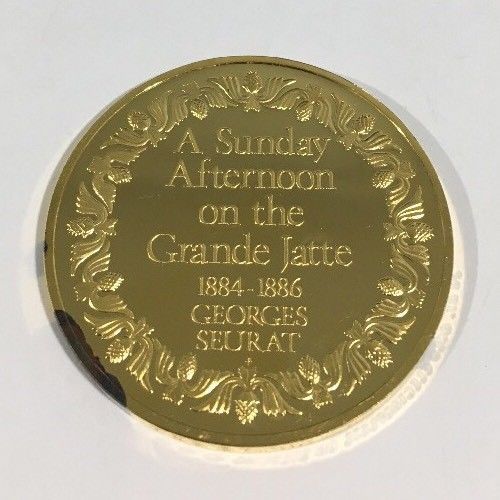 A Sunday
Afternoon
on the
Grande Jatte
1884-1886
GEORGES
SEURAT